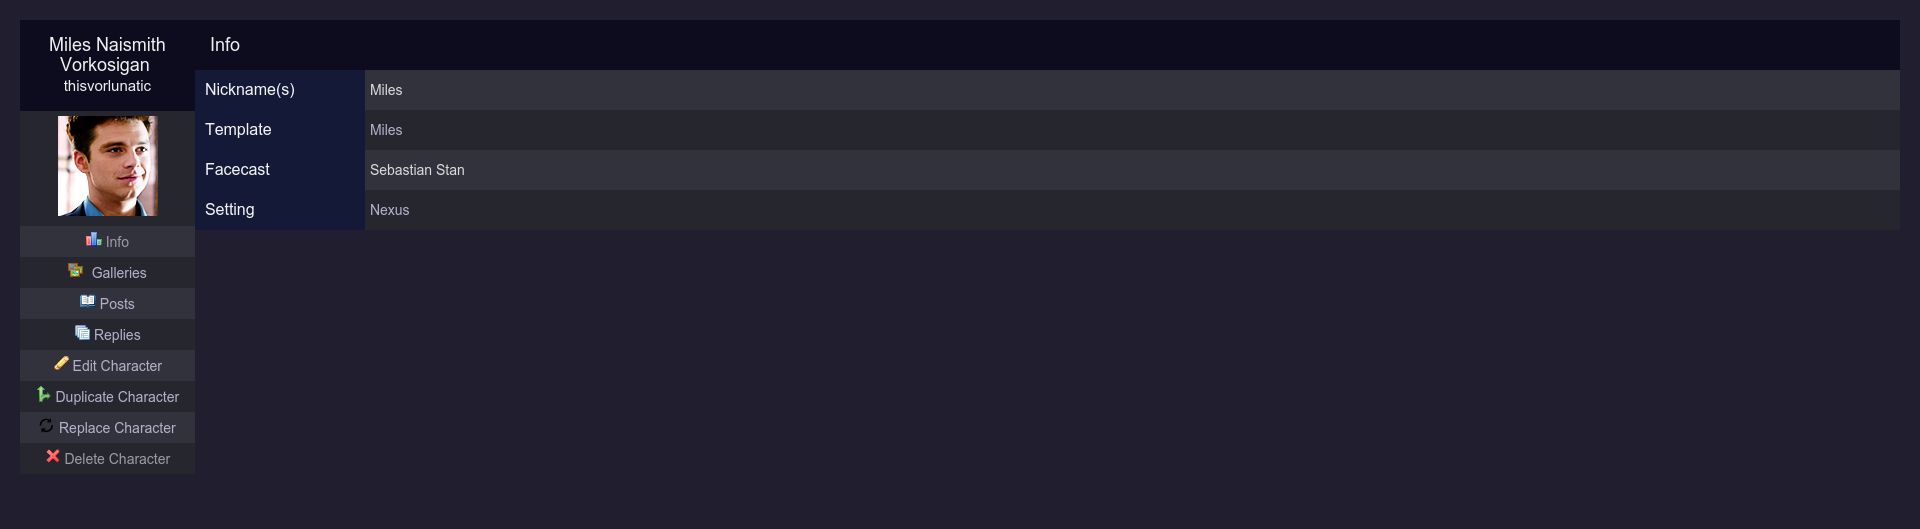 Miles Naismith
Vorkosigan
thisvorlunatic
Info
Galleries
Posts
Replies
Edit Character
Duplicate Character
Replace Character
Delete Character
Info
Nickname(s) Miles
Template Miles
Facecast Sebastian Stan
Setting Nexus